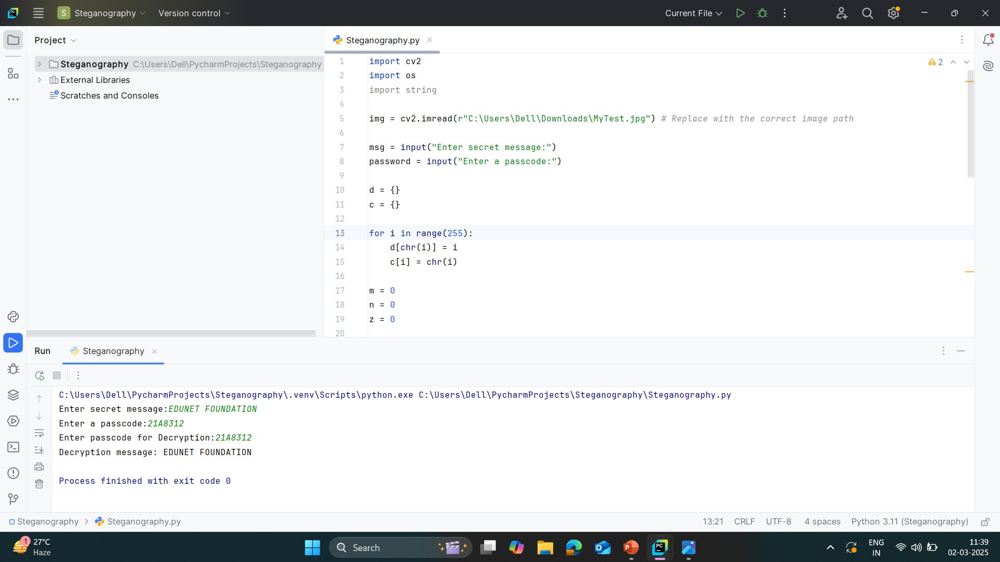 S Steganography Version control Current File
Project
Steganography C:\Users\Dell\PycharmProjects\Steganography
External Libraries
Scratches and Consoles
Steganography.py
2
1 import cv2
2 import os
3 import string
4
5 img = cv2.imread(r"C:\Users\Dell\Downloads\MyTest.jpg") # Replace with the correct image path
6
7 msg = input("Enter secret message:")
8 password = input("Enter a passcode:")
9
10 d = {}
11 c = {}
12
13 for i in range(255):
14 d[chr(i)] = i
15 c[i] = chr(i)
16
17 m = 0
18 n = 0
19 z = 0
20
Run Steganography
C:\Users\Dell\PycharmProjects\Steganography\.venv\Scripts\python.exe C:\Users\Dell\PycharmProjects\Steganography\Steganography.py
Enter secret message:EDUNET FOUNDATION
Enter a passcode:21A8312
Enter passcode for Decryption:21A8312
Decryption message: EDUNET FOUNDATION
Process finished with exit code 0
Steganography > Steganography.py 13:21 CRLF UTF-8 4 spaces Python 3.11 (Steganography)
1 27°C
Haze
Search
PC
ENG
IN
11:39
02-03-2025